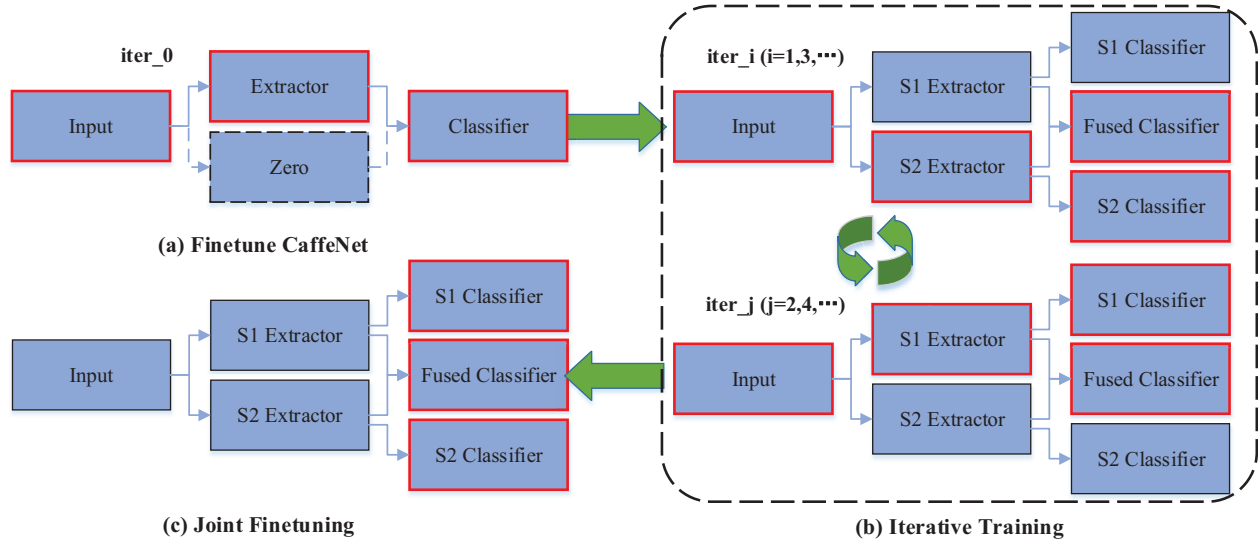 iter_0
Input
Extractor
Zero
Classifier
(a) Finetune CaffeNet
iter_i (i=1,3,···)
Input
S1 Extractor
S2 Extractor
S1 Classifier
Fused Classifier
S2 Classifier
iter_j (j=2,4,···)
Input
S1 Extractor
S2 Extractor
S1 Classifier
Fused Classifier
S2 Classifier
(b) Iterative Training
Input
S1 Extractor
S2 Extractor
S1 Classifier
Fused Classifier
S2 Classifier
(c) Joint Finetuning